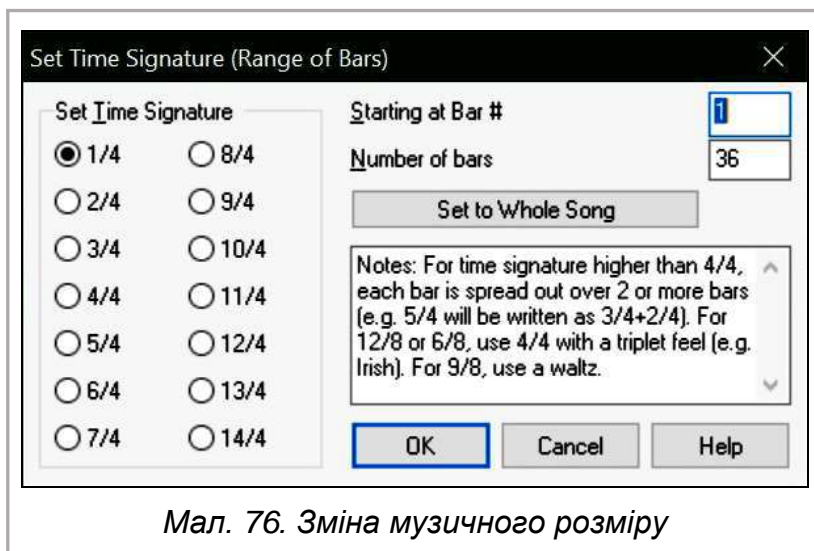 Set Time Signature (Range of Bars)
Set Time Signature
1/4 8/4
2/4 9/4
3/4 10/4
4/4 11/4
5/4 12/4
6/4 13/4
7/4 14/4
Starting at Bar # 1
Number of bars 36
Set to Whole Song
Notes: For time signature higher than 4/4,
each bar is spread out over 2 or more bars
(e.g. 5/4 will be written as 3/4+2/4). For
12/8 or 6/8, use 4/4 with a triplet feel (e.g.
Irish). For 9/8, use a waltz.
OK Cancel Help
Мал. 76. Зміна музичного розміру